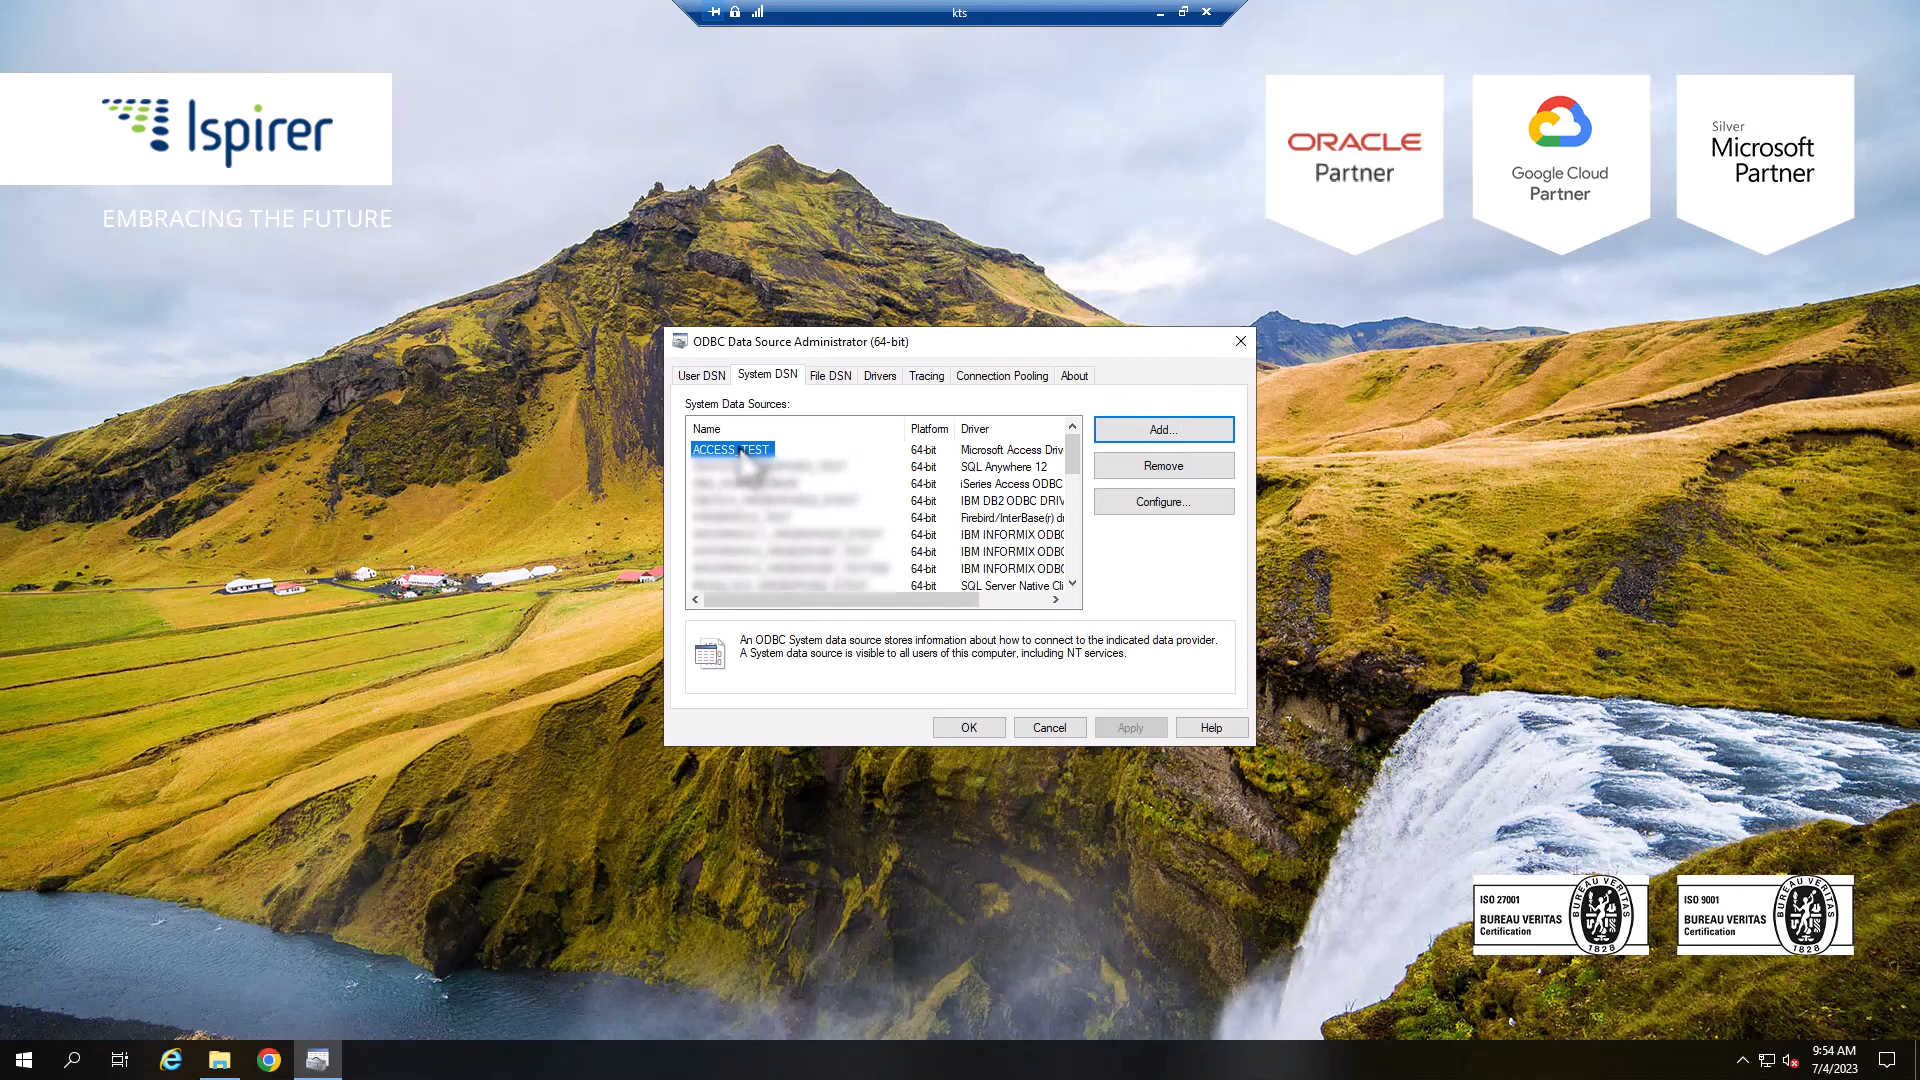 kts
Ispirer
EMBRACING THE FUTURE
ORACLE
Partner
Google Cloud
Partner
Silver
Microsoft
Partner
ODBC Data Source Administrator (64-bit)
User DSN System DSN File DSN Drivers Tracing Connection Pooling About
System Data Sources:
Name Platform Driver
ACCESS_TEST 64-bit Microsoft Access Driv
64-bit SQL Anywhere 12
64-bit iSeries Access ODBC
64-bit IBM DB2 ODBC DRIV
64-bit Firebird/InterBase(r) dr
64-bit IBM INFORMIX ODBC
64-bit IBM INFORMIX ODBC
64-bit IBM INFORMIX ODBC
64-bit SQL Server Native Cli
Add...
Remove
Configure...
An ODBC System data source stores information about how to connect to the indicated data provider.
A System data source is visible to all users of this computer, including NT services.
OK Cancel Apply Help
ISO 27001
BUREAU VERITAS
Certification
BUREAU VERITAS
1828
ISO 9001
BUREAU VERITAS
Certification
BUREAU VERITAS
1828
9:54 AM
7/4/2023